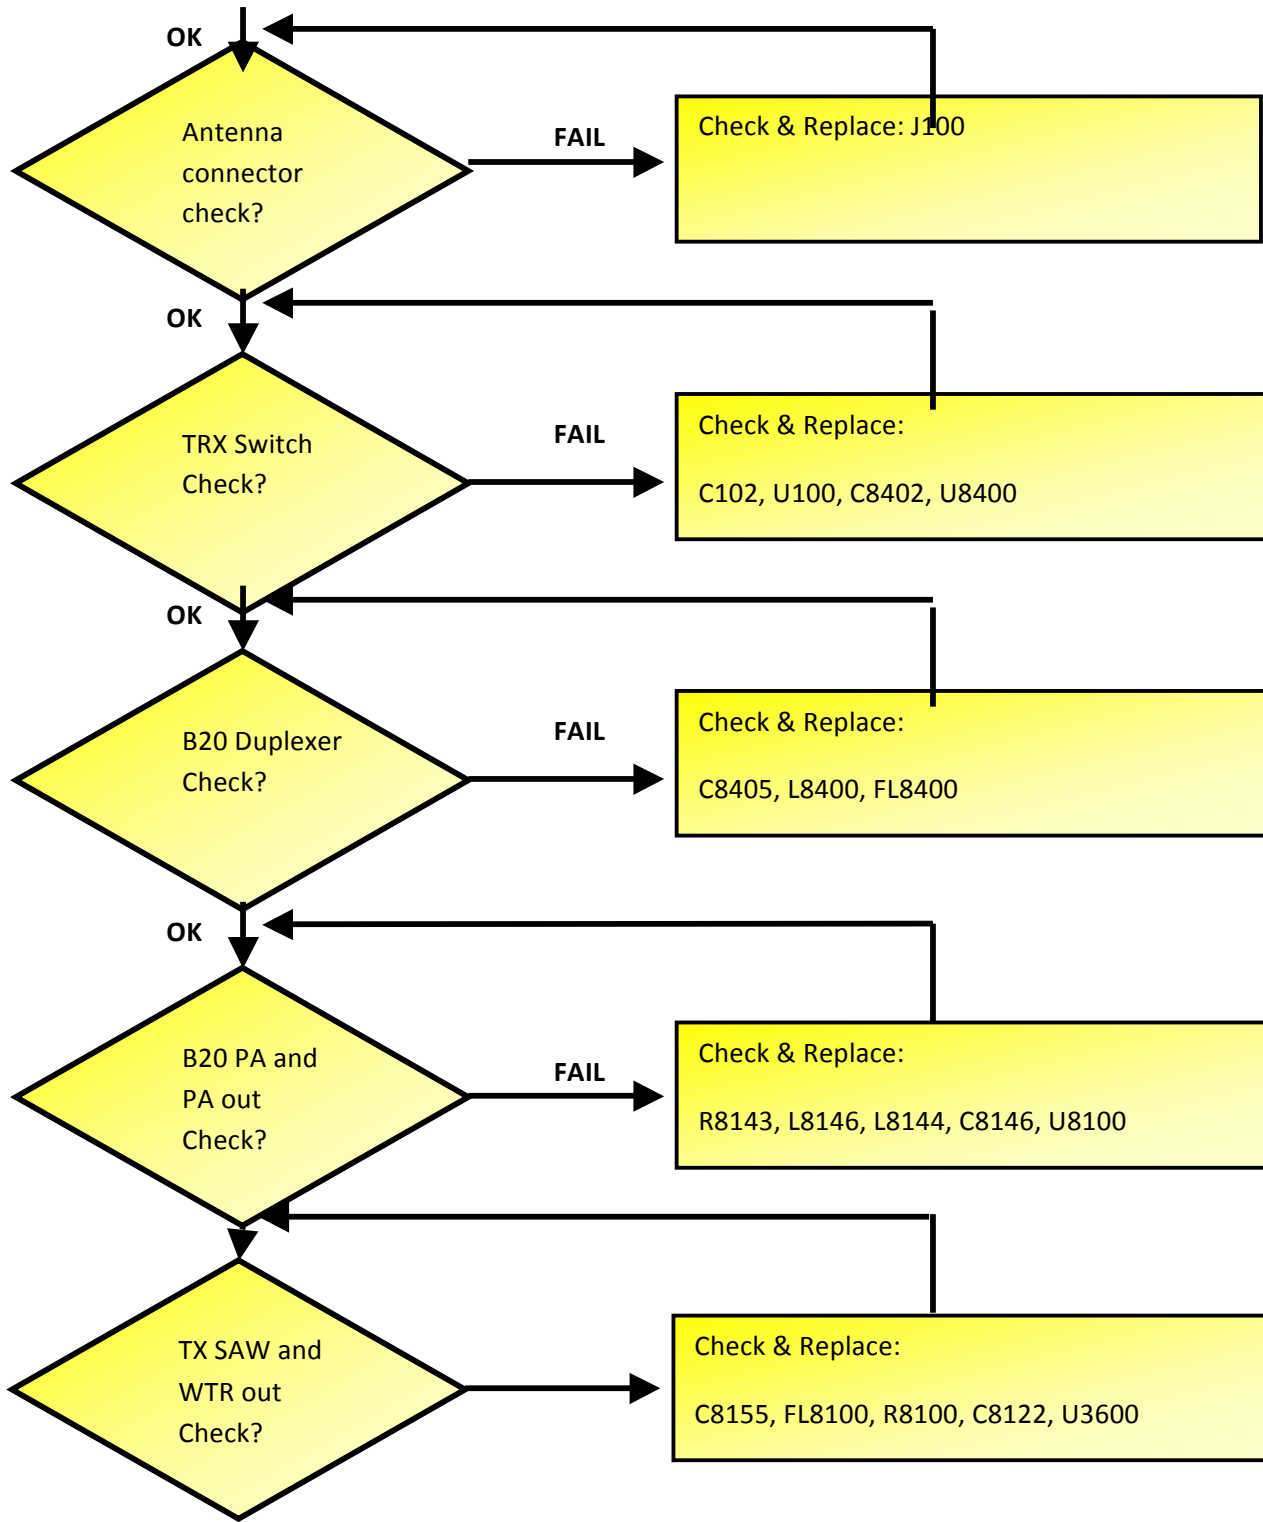 OK
Antenna
connector
check?
FAIL
Check & Replace: J100
OK
TRX Switch
Check?
FAIL
Check & Replace:
C102, U100, C8402, U8400
OK
B20 Duplexer
Check?
FAIL
Check & Replace:
C8405, L8400, FL8400
OK
B20 PA and
PA out
Check?
FAIL
Check & Replace:
R8143, L8146, L8144, C8146, U8100
TX SAW and
WTR out
Check?
Check & Replace:
C8155, FL8100, R8100, C8122, U3600